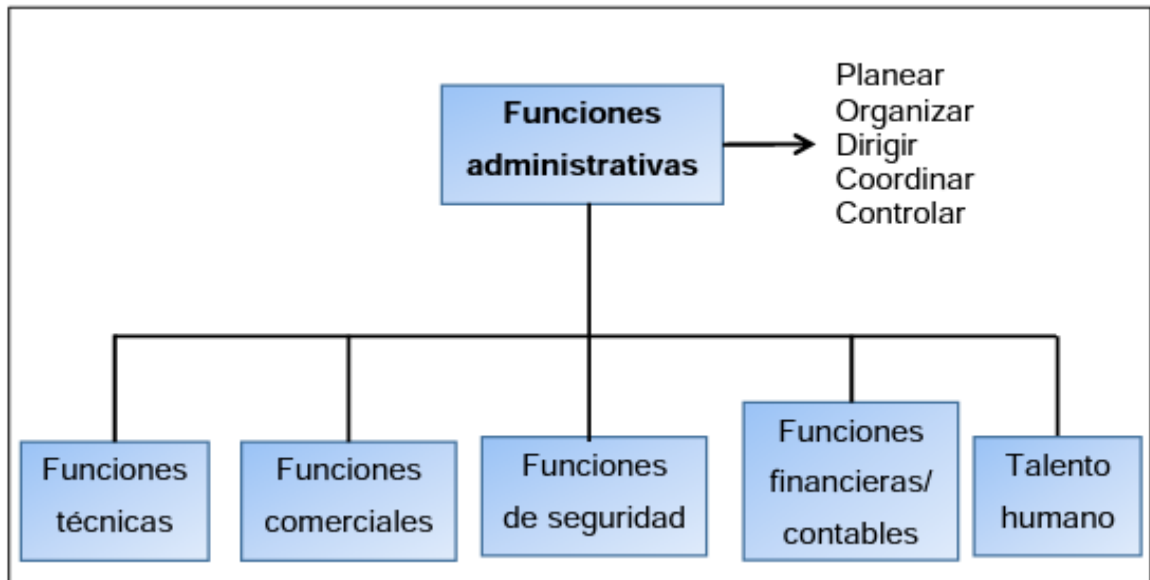 Funciones
administrativas
Planear
Organizar
Dirigir
Coordinar
Controlar
Funciones
técnicas
Funciones
comerciales
Funciones
de seguridad
Funciones
financieras/
contables
Talento
humano